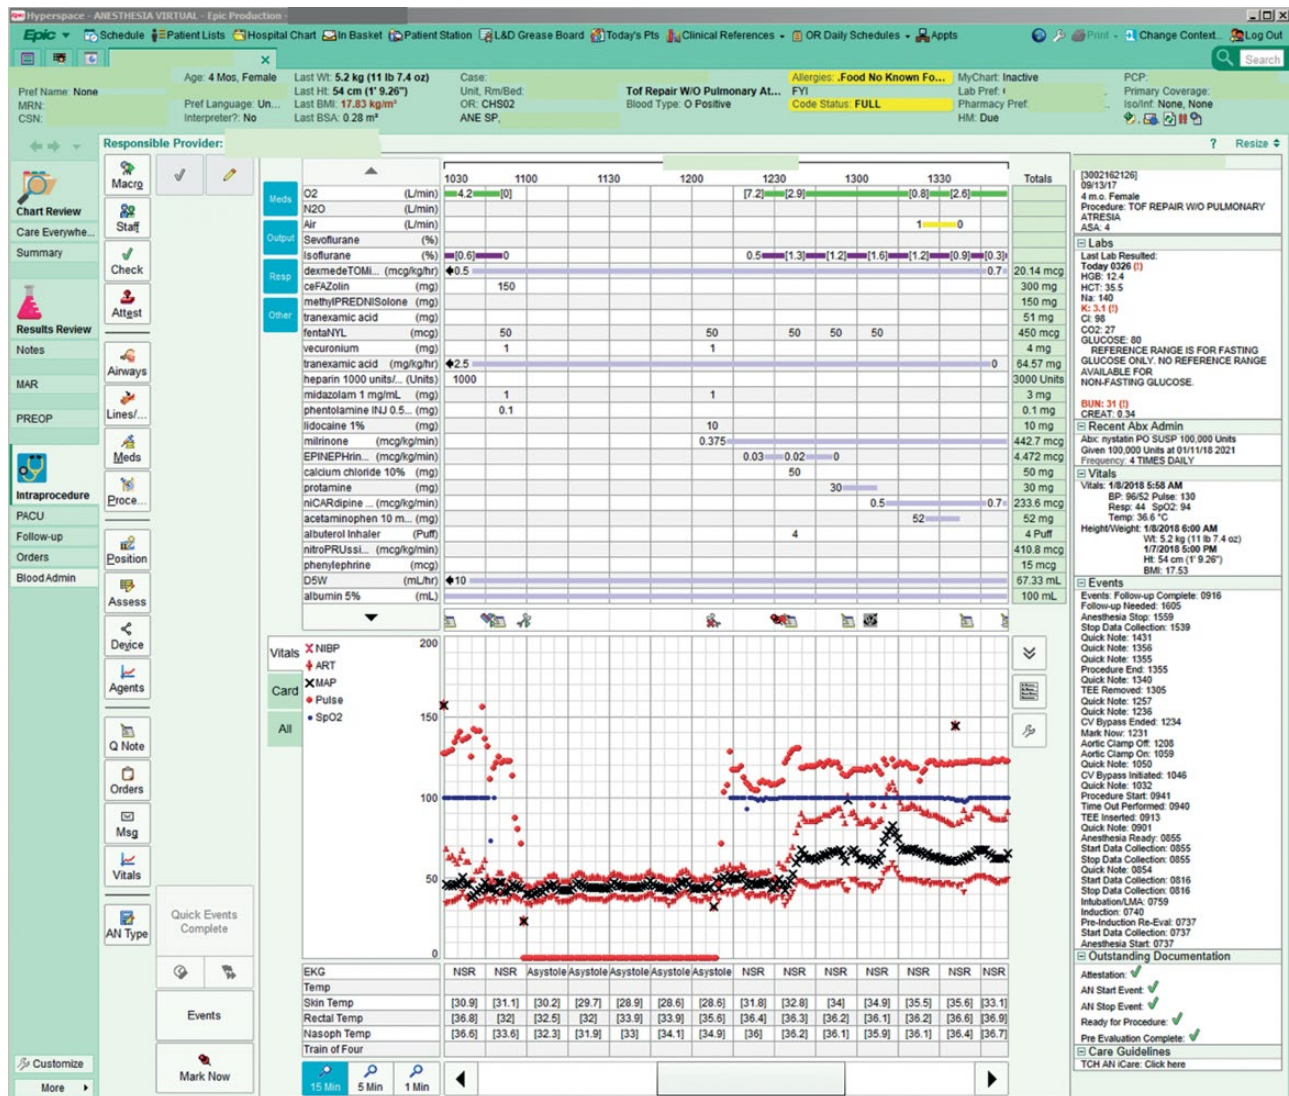 Hyperspace - ANESTHESIA VIRTUAL - Epic Production -
Epic Schedule Patient Lists Hospital Chart In Basket Patient Station L&D Grease Board Today's Pts Clinical References OR Daily Schedules Appts Print Change Context... Log Out
Search
Age: 4 Mos, Female Last Wt: 5.2 kg (11 lb 7.4 oz) Case: Allergies: .Food No Known Fo... MyChart: Inactive PCP:
Pref Name: None Last Ht: 54 cm (1' 9.26") Unit, Rm/Bed: Tof Repair W/O Pulmonary At... FYI Lab Pref: Primary Coverage:
MRN: Pref Language: Un... Last BMI: 17.83 kg/m² OR: CHS02 Blood Type: O Positive Code Status: FULL Pharmacy Pref. Iso/Inf: None, None
CSN: Interpreter?: No Last BSA: 0.28 m² ANE SP, HM: Due
Responsible Provider: ? Resize
Chart Review
Care Everywhe...
Summary
Results Review
Notes
MAR
PREOP
Intraprocedure
PACU
Follow-up
Orders
Blood Admin
Customize
More
Macro
Staff
Check
Attest
Airways
Lines/...
Meds
Proce...
Position
Assess
Device
Agents
Q Note
Orders
Msg
Vitals
AN Type
Quick Events
Complete
Events
Mark Now
Meds
Output
Resp
Other
1030 1100 1130 1200 1230 1300 1330 Totals
O2 (L/min) 4.2 [0] [7.2] [2.9] [0.8] [2.6]
N2O (L/min)
Air (L/min) 1 0
Sevoflurane (%)
Isoflurane (%) [0.6] 0 0.5 [1.3] [1.2] [1.6] [1.2] [0.9] [0.3]
dexmedeTOMi... (mcg/kg/hr) 0.5 0.7 20.14 mcg
ceFAZolin (mg) 150 300 mg
methylPREDNISolone (mg) 150 mg
tranexamic acid (mg) 51 mg
fentaNYL (mcg) 50 50 50 50 50 450 mcg
vecuronium (mg) 1 1 4 mg
tranexamic acid (mg/kg/hr) 2.5 0 64.57 mg
heparin 1000 units/... (Units) 1000 3000 Units
midazolam 1 mg/mL (mg) 1 1 3 mg
phentolamine INJ 0.5... (mg) 0.1 0.1 mg
lidocaine 1% (mg) 10 10 mg
milrinone (mcg/kg/min) 0.375 442.7 mcg
EPINEPHrin... (mcg/kg/min) 0.03 0.02 0 4.472 mcg
calcium chloride 10% (mg) 50 50 mg
protamine (mg) 30 30 mg
niCARdipine ... (mcg/kg/min) 0.5 0.7 233.6 mcg
acetaminophen 10 m... (mg) 52 52 mg
albuterol Inhaler (Puff) 4 4 Puff
nitroPRUssi... (mcg/kg/min) 410.8 mcg
phenylephrine (mcg) 15 mcg
D5W (mL/hr) 10 67.33 mL
albumin 5% (mL) 100 mL
Vitals
Card
All
NIBP
ART
MAP
Pulse
SpO2
200
150
100
50
0
EKG NSR NSR Asystole Asystole Asystole Asystole Asystole NSR NSR NSR NSR NSR NSR NSR
Temp
Skin Temp [30.9] [31.1] [30.2] [29.7] [28.9] [28.6] [28.6] [31.8] [32.8] [34] [34.9] [35.5] [35.6] [33.1]
Rectal Temp [36.8] [32] [32.5] [32] [33.9] [33.9] [35.6] [36.4] [36.3] [36.2] [36.1] [36.2] [36.6] [36.9]
Nasoph Temp [36.6] [33.6] [32.3] [31.9] [33] [34.1] [34.9] [36] [36.2] [36.1] [35.9] [36.1] [36.4] [36.7]
Train of Four
15 Min 5 Min 1 Min
[3002162126]
09/13/17
4 m.o. Female
Procedure: TOF REPAIR W/O PULMONARY
ATRESIA
ASA: 4
Labs
Last Lab Resulted:
Today 0326 (!)
HGB: 12.4
HCT: 35.5
Na: 140
K: 3.1 (!)
Cl: 98
CO2: 27
GLUCOSE: 80
REFERENCE RANGE IS FOR FASTING
GLUCOSE ONLY. NO REFERENCE RANGE
AVAILABLE FOR
NON-FASTING GLUCOSE.
BUN: 31 (!)
CREAT: 0.34
Recent Abx Admin
Abx: nystatin PO SUSP 100,000 Units
Given 100,000 Units at 01/11/18 2021
Frequency: 4 TIMES DAILY
Vitals
Vitals: 1/8/2018 5:58 AM
BP: 96/52 Pulse: 130
Resp: 44 SpO2: 94
Temp: 36.6 °C
Height/Weight: 1/8/2018 6:00 AM
Wt: 5.2 kg (11 lb 7.4 oz)
1/7/2018 5:00 PM
Ht: 54 cm (1' 9.26")
BMI: 17.53
Events
Events: Follow-up Complete: 0916
Follow-up Needed: 1605
Anesthesia Stop: 1559
Stop Data Collection: 1539
Quick Note: 1431
Quick Note: 1356
Quick Note: 1355
Procedure End: 1355
Quick Note: 1340
TEE Removed: 1305
Quick Note: 1257
Quick Note: 1236
CV Bypass Ended: 1234
Mark Now: 1231
Aortic Clamp Off: 1208
Aortic Clamp On: 1059
Quick Note: 1050
CV Bypass Initiated: 1046
Quick Note: 1032
Procedure Start: 0941
Time Out Performed: 0940
TEE Inserted: 0913
Quick Note: 0901
Anesthesia Ready: 0855
Start Data Collection: 0855
Stop Data Collection: 0855
Quick Note: 0854
Start Data Collection: 0816
Stop Data Collection: 0816
Intubation/LMA: 0759
Induction: 0740
Pre-Induction Re-Eval: 0737
Start Data Collection: 0737
Anesthesia Start: 0737
Outstanding Documentation
Attestation:
AN Start Event:
AN Stop Event:
Ready for Procedure:
Pre Evaluation Complete:
Care Guidelines
TCH AN iCare: Click here